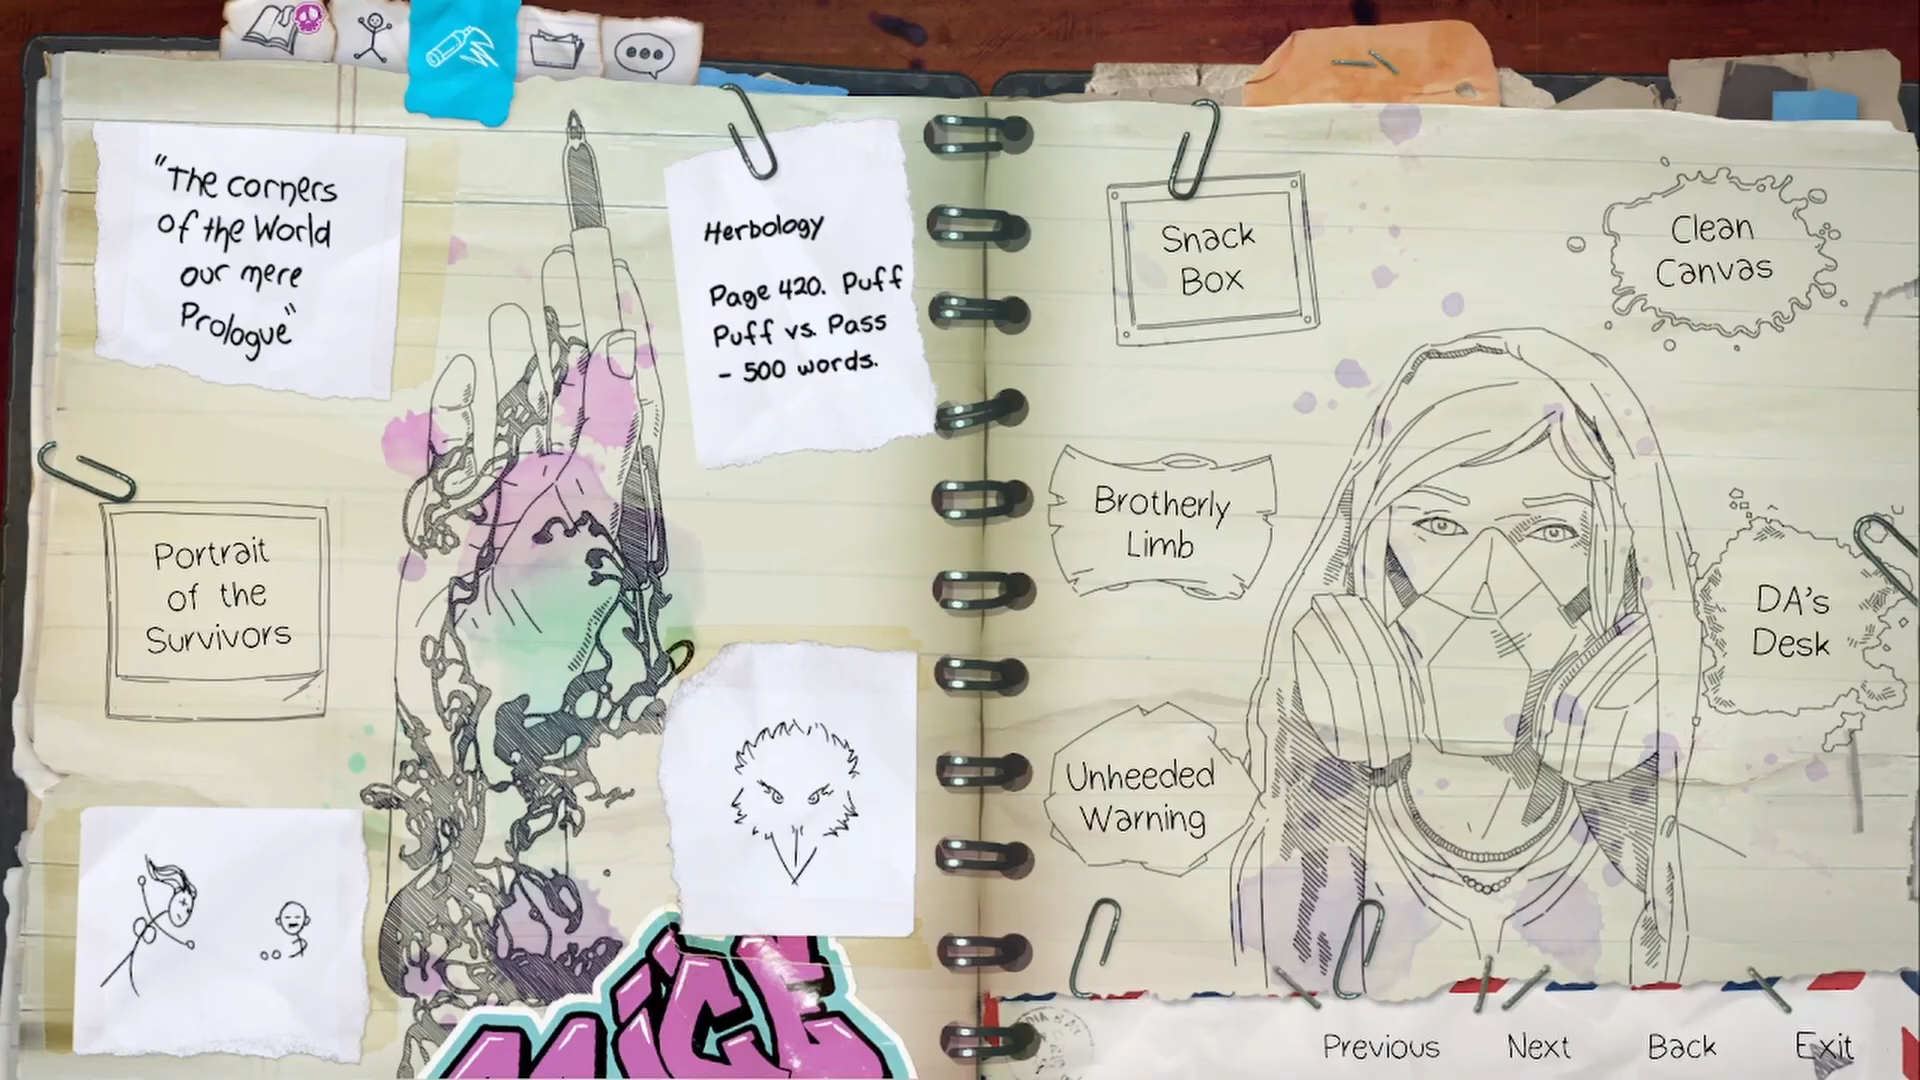 "The corners
of the World
our mere
Prologue"
Herbology
Page 420. Puff
Puff vs. Pass
- 500 words.
Portrait
of the
Survivors
NICE
Snack
Box
Clean
Canvas
Brotherly
Limb
DA's
Desk
Unheeded
Warning
Previous
Next
Back
Exit